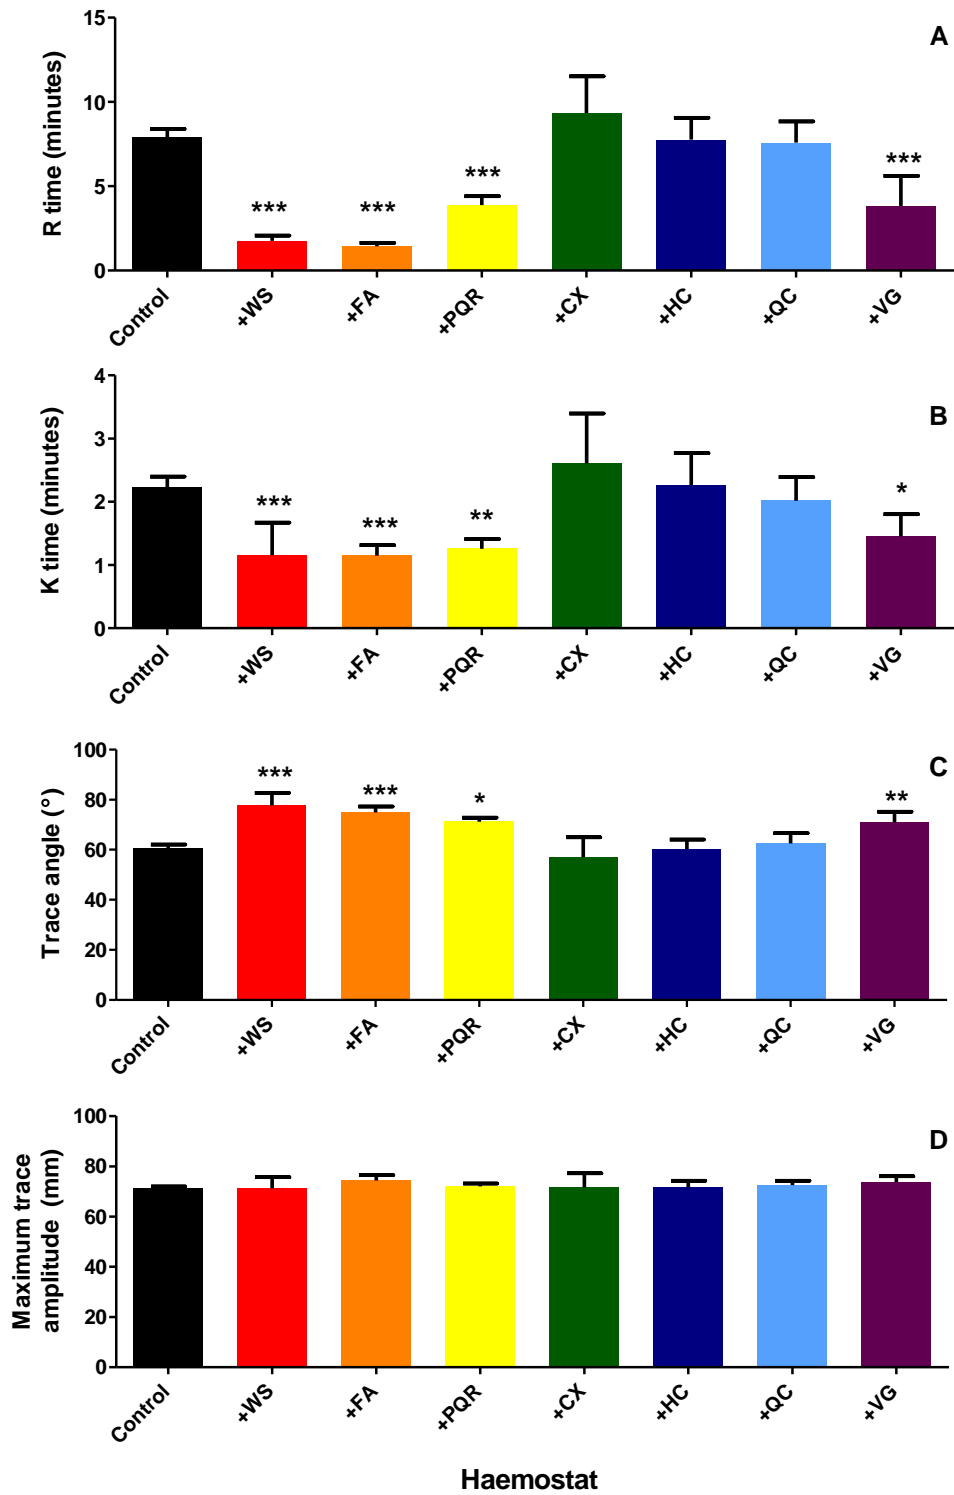 A
R time (minutes)
15
10
5
0
*** *** *** ***
Control +WS +FA +PQR +CX +HC +QC +VG
B
K time (minutes)
4
3
2
1
0
*** *** ** *
Control +WS +FA +PQR +CX +HC +QC +VG
C
Trace angle (°)
100
80
60
40
20
0
*** *** * **
Control +WS +FA +PQR +CX +HC +QC +VG
D
Maximum trace
amplitude (mm)
100
80
60
40
20
0
Control +WS +FA +PQR +CX +HC +QC +VG
Haemostat